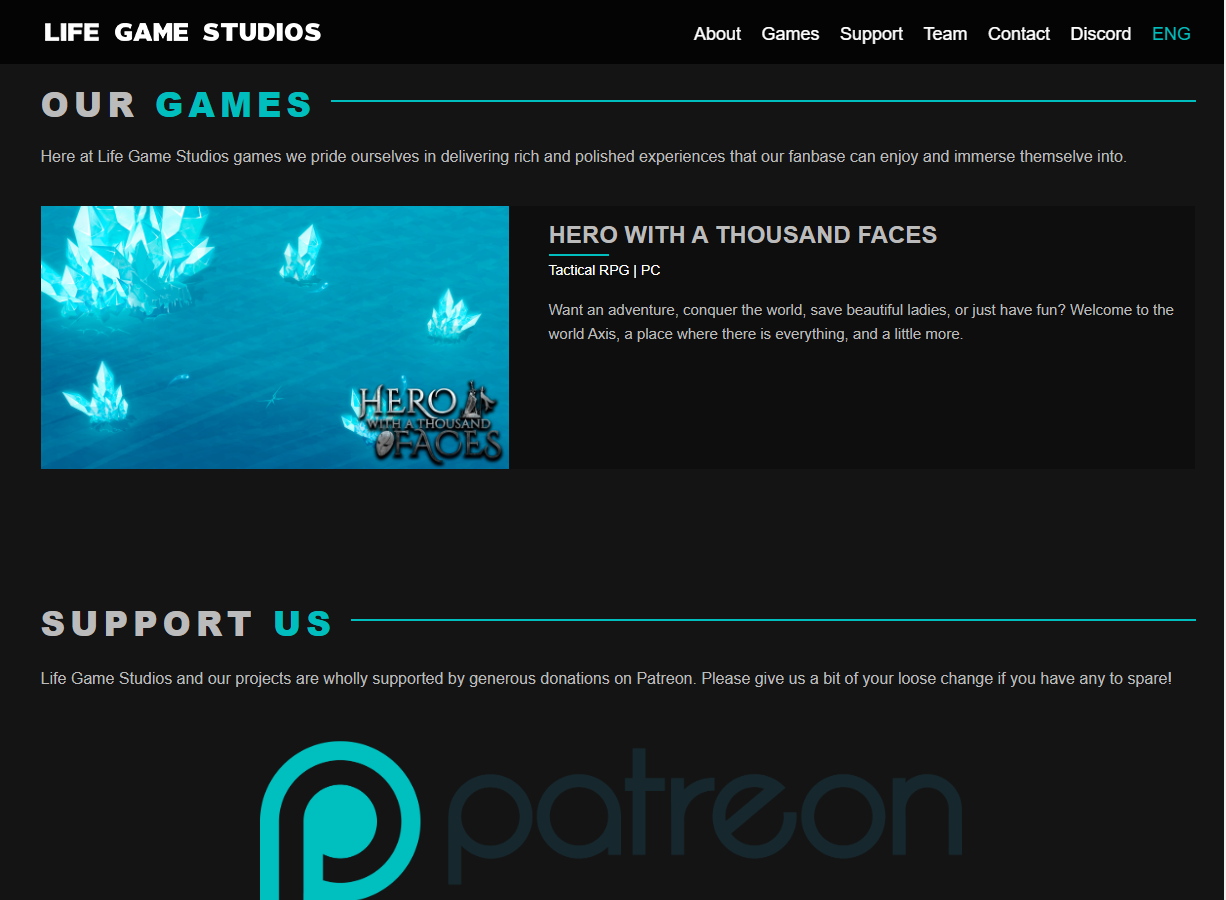 LIFE GAME STUDIOS
About Games Support Team Contact Discord ENG
OUR GAMES
Here at Life Game Studios games we pride ourselves in delivering rich and polished experiences that our fanbase can enjoy and immerse themselve into.
HERO WITH A THOUSAND FACES
Tactical RPG | PC
Want an adventure, conquer the world, save beautiful ladies, or just have fun? Welcome to the
world Axis, a place where there is everything, and a little more.
HERO
WITH A THOUSAND
FACES
SUPPORT US
Life Game Studios and our projects are wholly supported by generous donations on Patreon. Please give us a bit of your loose change if you have any to spare!
patreon